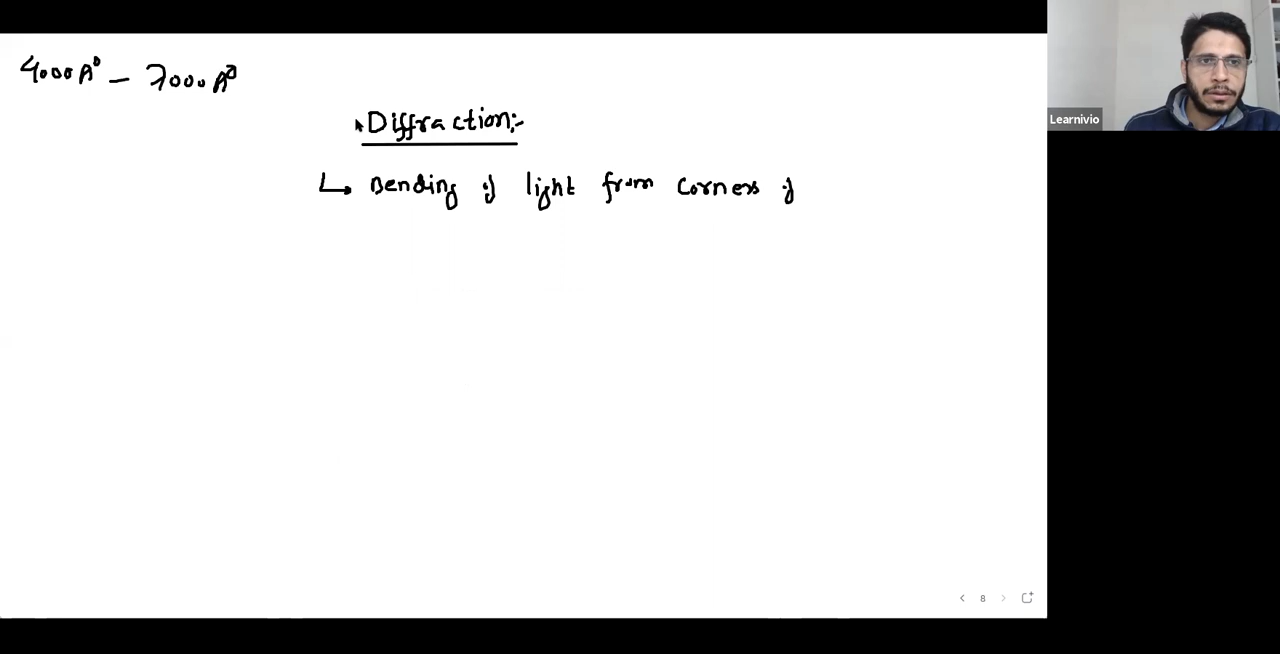 4000A° - 7000A°
Diffraction:-
Bending of light from corners of
Learnivio
8